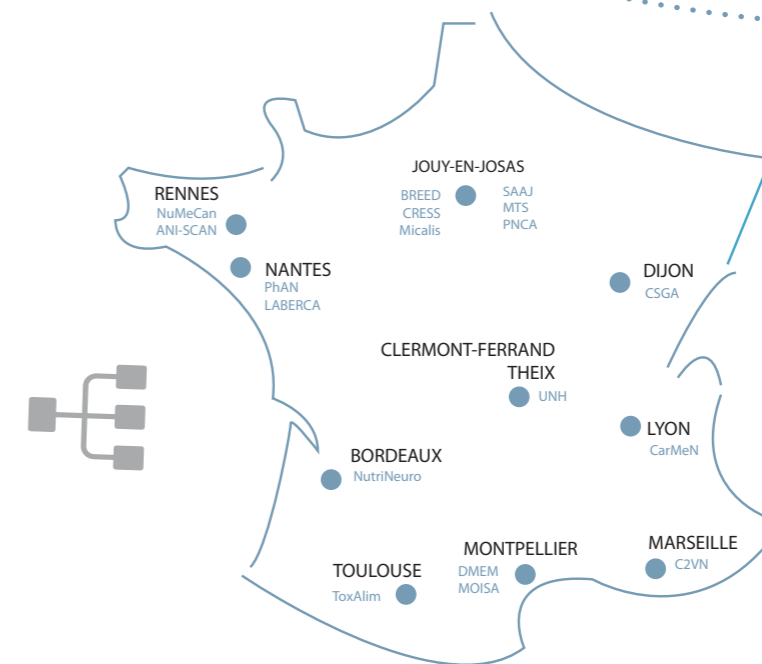 JOUY-EN-JOSAS
BREED
CRESS
Micalis
SAAJ
MTS
PNCA
RENNES
NuMeCan
ANI-SCAN
NANTES
PhAN
LABERCA
DIJON
CSGA
CLERMONT-FERRAND
THEIX
UNH
LYON
CarMeN
BORDEAUX
NutriNeuro
MONTPELLIER
DMEM
MOISA
MARSEILLE
C2VN
TOULOUSE
ToxAlim